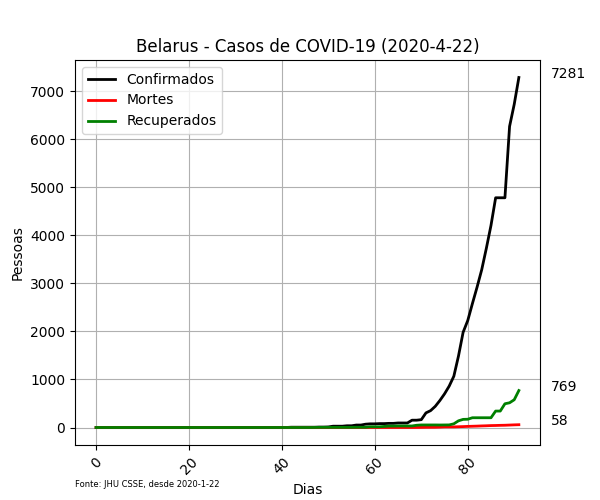 Belarus - Casos de COVID-19 (2020-4-22)
Confirmados
Mortes
Recuperados
7281
769
58
Pessoas
7000
6000
5000
4000
3000
2000
1000
0
0
20
40
60
80
Dias
Fonte: JHU CSSE, desde 2020-1-22